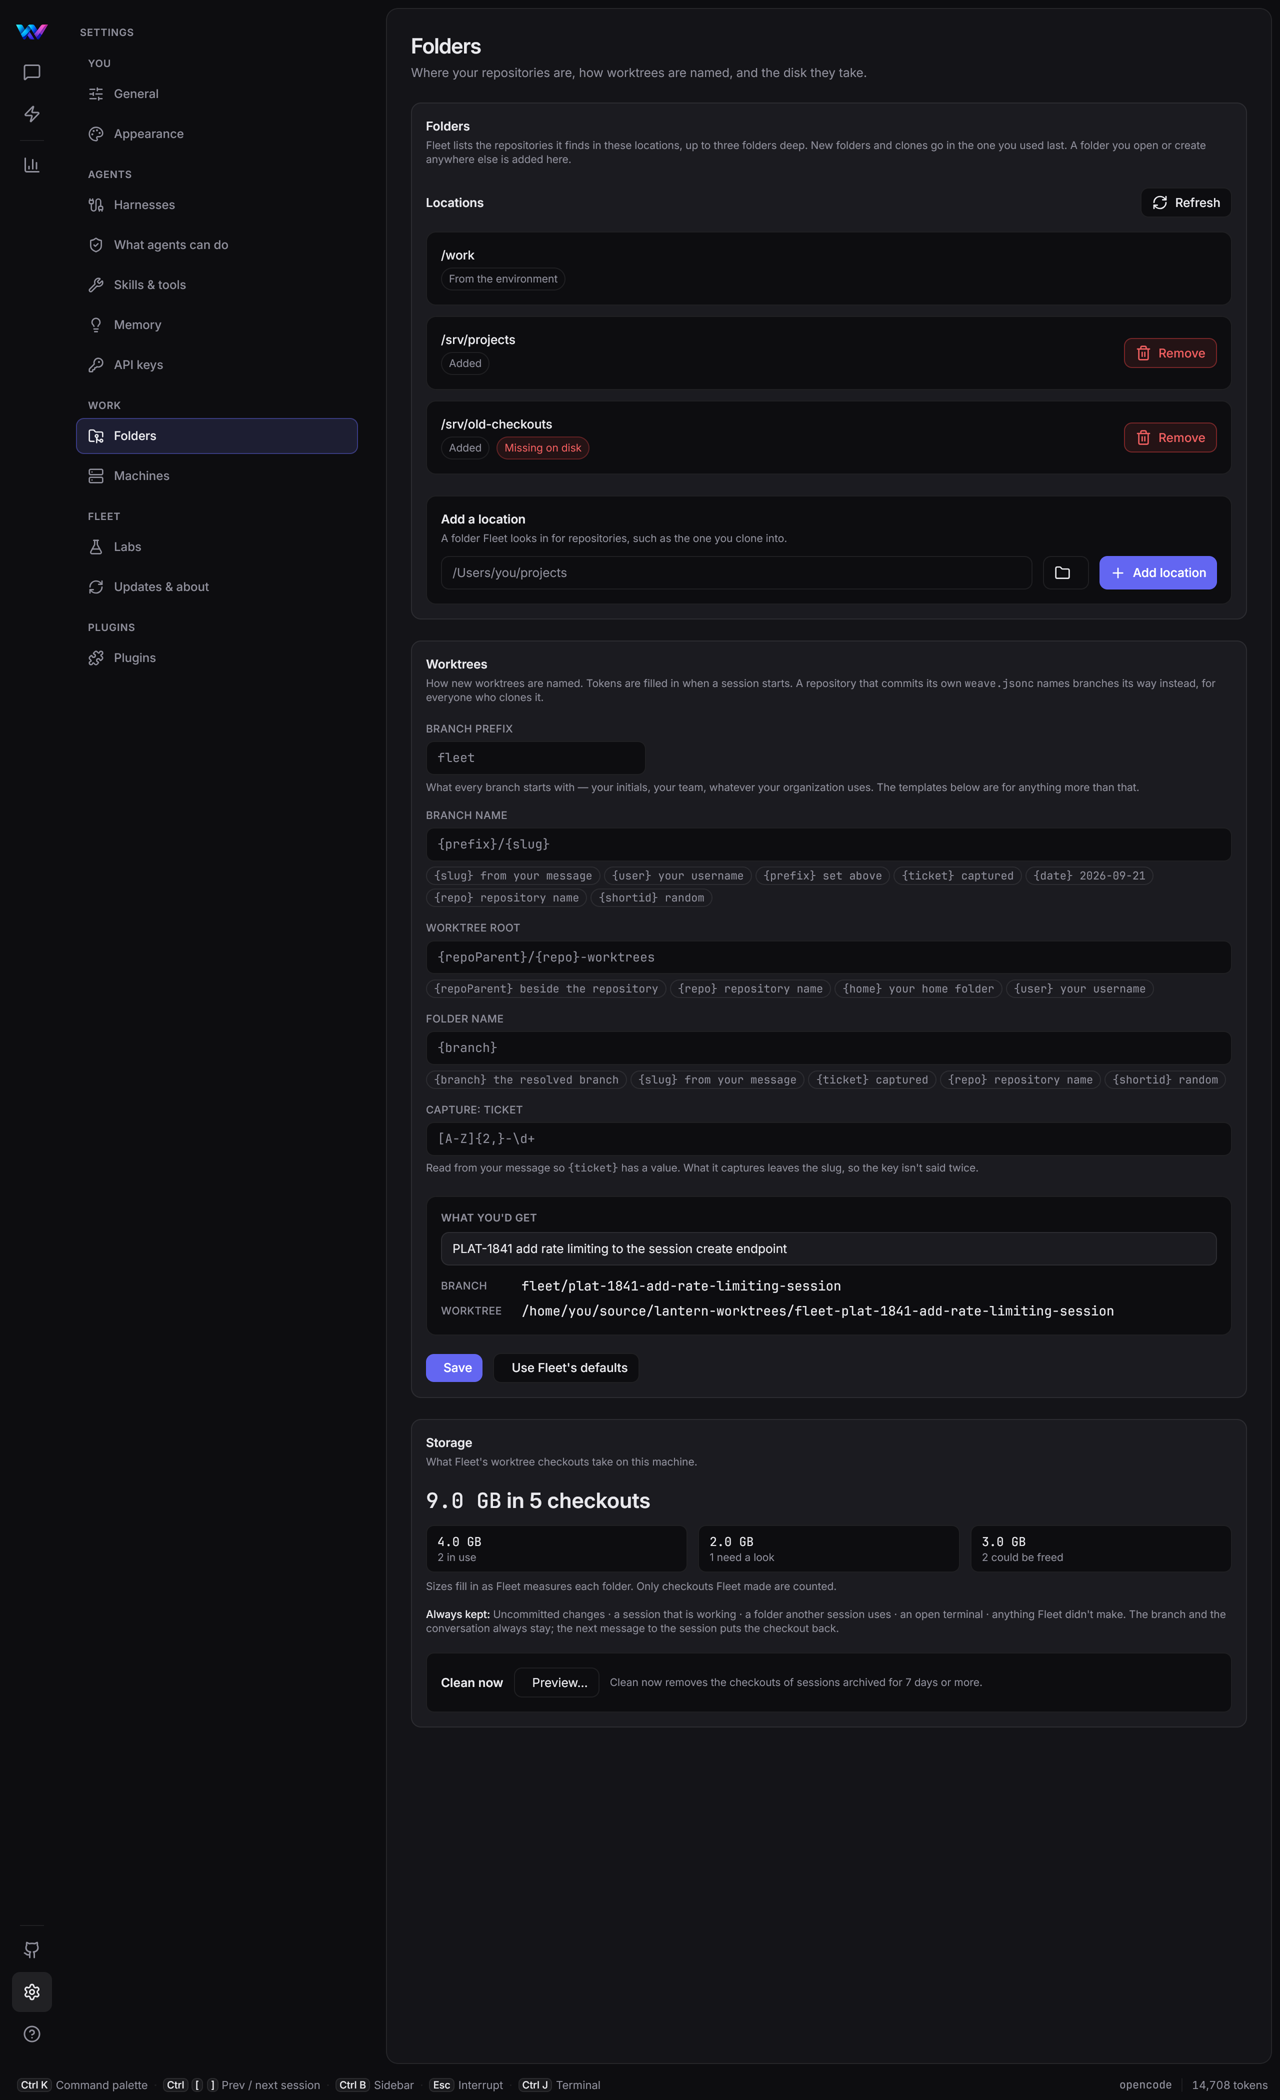 SETTINGS
YOU
General
Appearance
AGENTS
Harnesses
What agents can do
Skills & tools
Memory
API keys
WORK
Folders
Machines
FLEET
Labs
Updates & about
PLUGINS
Plugins
Folders
Where your repositories are, how worktrees are named, and the disk they take.
Folders
Fleet lists the repositories it finds in these locations, up to three folders deep. New folders and clones go in the one you used last. A folder you open or create
anywhere else is added here.
Locations
Refresh
/work
From the environment
/srv/projects
Added
Remove
/srv/old-checkouts
Added Missing on disk
Remove
Add a location
A folder Fleet looks in for repositories, such as the one you clone into.
/Users/you/projects
Add location
Worktrees
How new worktrees are named. Tokens are filled in when a session starts. A repository that commits its own weave.jsonc names branches its way instead, for
everyone who clones it.
BRANCH PREFIX
fleet
What every branch starts with — your initials, your team, whatever your organization uses. The templates below are for anything more than that.
BRANCH NAME
{prefix}/{slug}
{slug} from your message {user} your username {prefix} set above {ticket} captured {date} 2026-09-21
{repo} repository name {shortid} random
WORKTREE ROOT
{repoParent}/{repo}-worktrees
{repoParent} beside the repository {repo} repository name {home} your home folder {user} your username
FOLDER NAME
{branch}
{branch} the resolved branch {slug} from your message {ticket} captured {repo} repository name {shortid} random
CAPTURE: TICKET
[A-Z]{2,}-\d+
Read from your message so {ticket} has a value. What it captures leaves the slug, so the key isn't said twice.
WHAT YOU'D GET
PLAT-1841 add rate limiting to the session create endpoint
BRANCH fleet/plat-1841-add-rate-limiting-session
WORKTREE /home/you/source/lantern-worktrees/fleet-plat-1841-add-rate-limiting-session
Save Use Fleet's defaults
Storage
What Fleet's worktree checkouts take on this machine.
9.0 GB in 5 checkouts
4.0 GB
2 in use
2.0 GB
1 need a look
3.0 GB
2 could be freed
Sizes fill in as Fleet measures each folder. Only checkouts Fleet made are counted.
Always kept: Uncommitted changes · a session that is working · a folder another session uses · an open terminal · anything Fleet didn't make. The branch and the
conversation always stay; the next message to the session puts the checkout back.
Clean now Preview... Clean now removes the checkouts of sessions archived for 7 days or more.
Ctrl K Command palette Ctrl [ ] Prev / next session Ctrl B Sidebar Esc Interrupt Ctrl J Terminal opencode 14,708 tokens